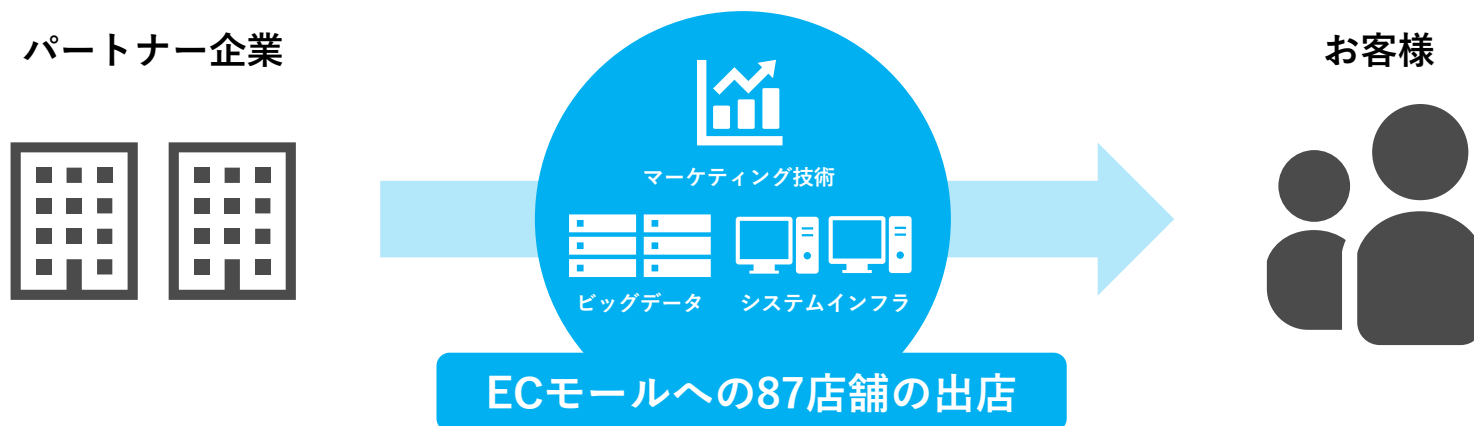 パートナー企業
お客様
マーケティング技術
ビッグデータ
システムインフラ
ECモールへの87店舗の出店